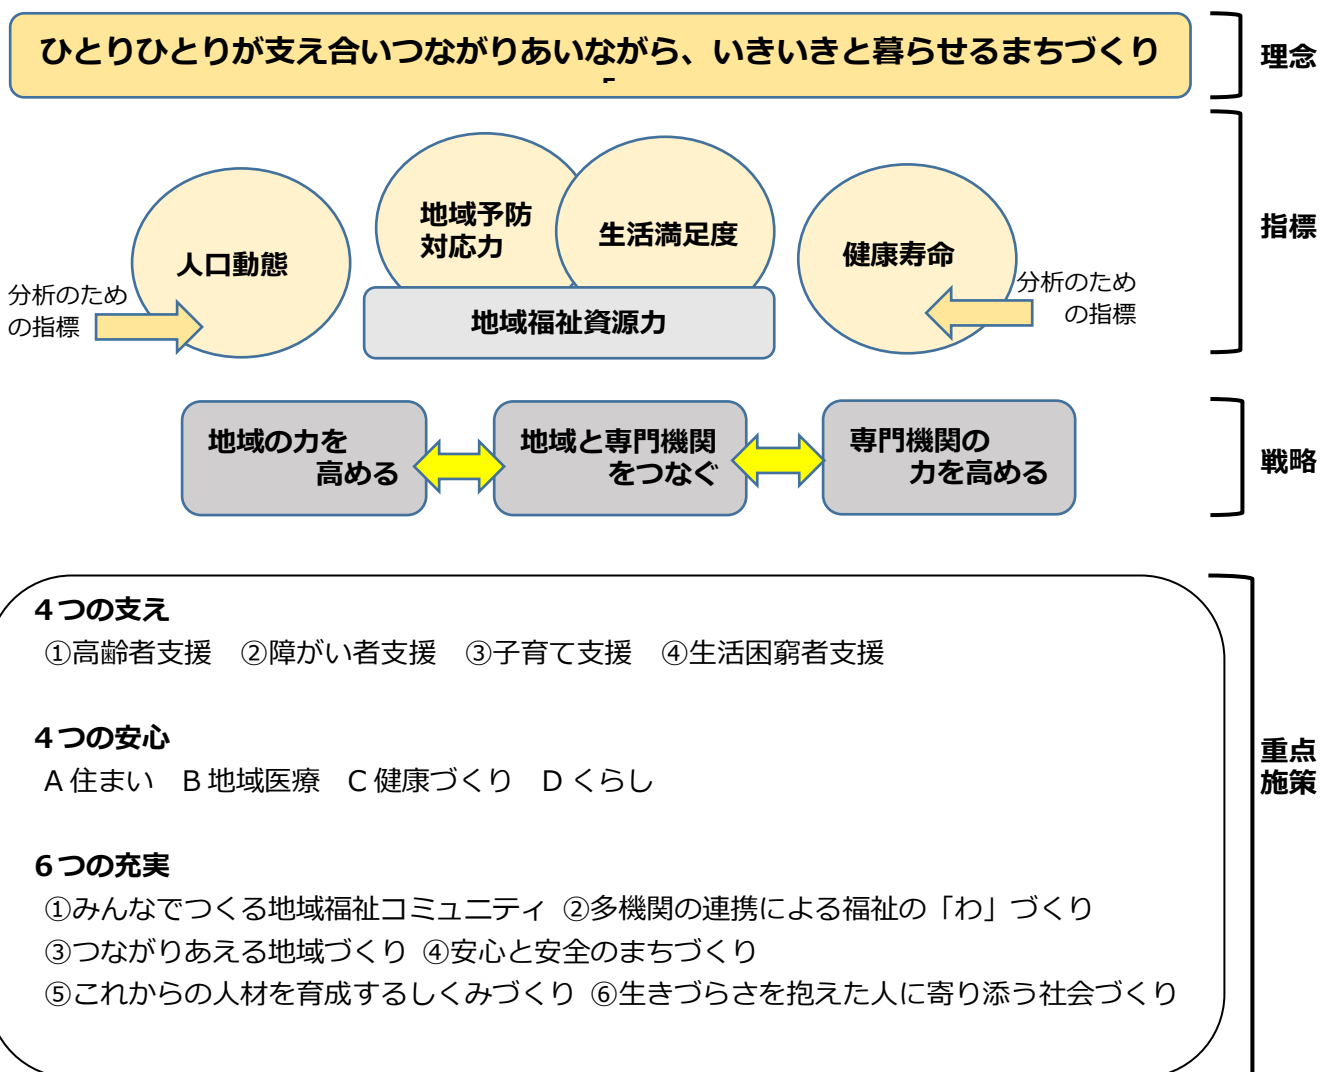 ひとりひとりが支え合いつながりあいながら、いきいきと暮らせるまちづくり
理念
人口動態
地域予防
対応力
生活満足度
健康寿命
指標
分析のため
の指標
地域福祉資源力
分析のため
の指標
地域の力を
高める
地域と専門機関
をつなぐ
専門機関の
力を高める
戦略
４つの支え
①高齢者支援　②障がい者支援　③子育て支援　④生活困窮者支援
４つの安心
A 住まい　B 地域医療　C 健康づくり　D くらし
重点
施策
６つの充実
①みんなでつくる地域福祉コミュニティ ②多機関の連携による福祉の「わ」づくり
③つながりあえる地域づくり ④安心と安全のまちづくり
⑤これからの人材を育成するしくみづくり ⑥生きづらさを抱えた人に寄り添う社会づくり